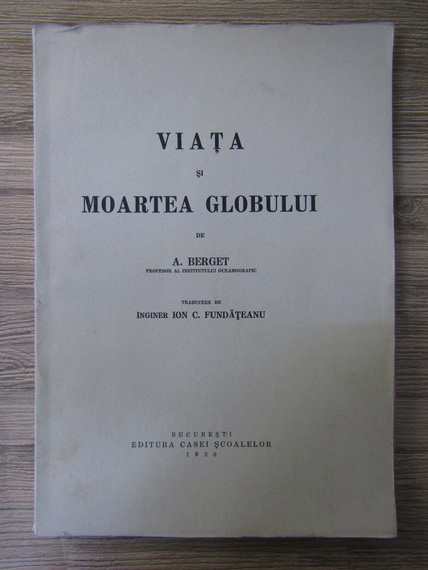 VIAȚA
ȘI
MOARTEA GLOBULUI
DE
A. BERGET
PROFESOR AL INSTITUTULUI OCEANOGRAFIC
TRADUCERE DE
INGINER ION C. FUNDĂȚEANU
BUCUREȘTI
EDITURA CASEI ȘCOALELOR
1938